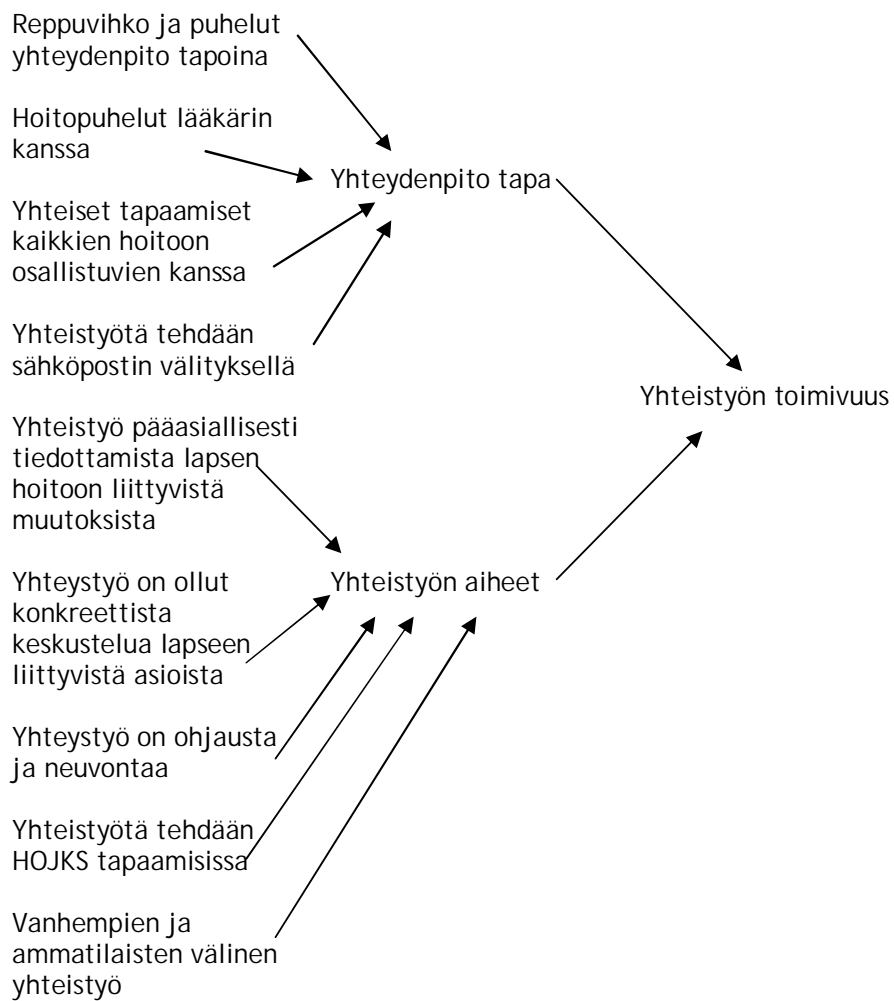 Reppuvihko ja puhelut
yhteydenpito tapoina
Hoitopuhelut lääkärin
kanssa
Yhteydenpito tapa
Yhteiset tapaamiset
kaikkien hoitoon
osallistuvien kanssa
Yhteistyötä tehdään
sähköpostin välityksellä
Yhteistyön toimivuus
Yhteistyö pääasiallisesti
tiedottamista lapsen
hoitoon liittyvistä
muutoksista
Yhteistyön aiheet
Yhteystyö on ollut
konkreettista
keskustelua lapseen
liittyvistä asioista
Yhteystyö on ohjausta
ja neuvontaa
Yhteistyötä tehdään
HOJKS tapaamisissa
Vanhempien ja
ammatilaisten välinen
yhteistyö